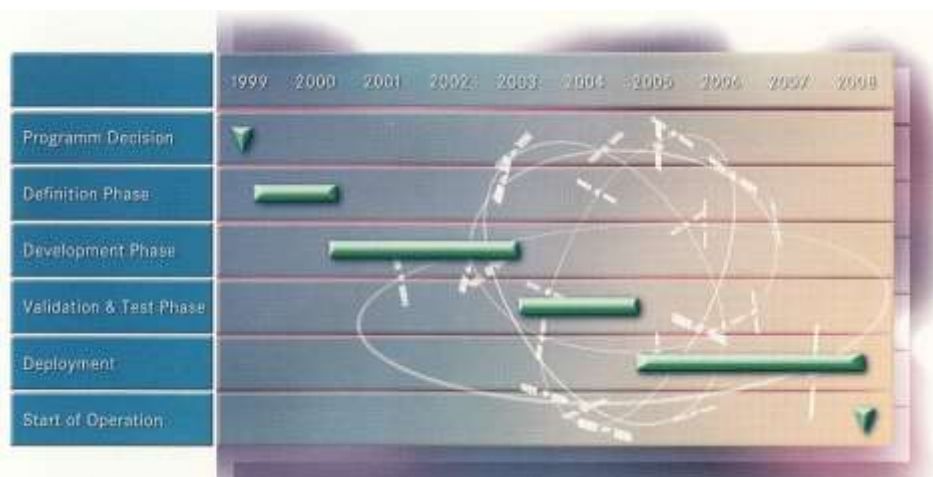 1999 2000 2001 2002 2003 2004 2005 2006 2007 2008
Programm Decision
Definition Phase
Development Phase
Validation & Test Phase
Deployment
Start of Operation